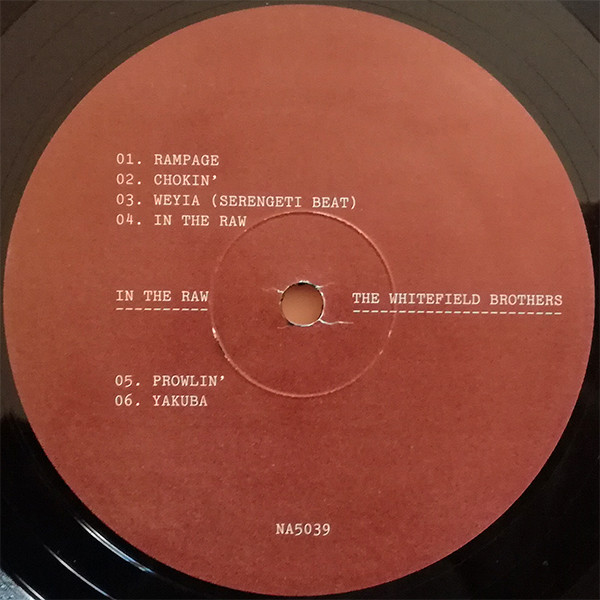 01. RAMPAGE
02. CHOKIN'
03. WEYIA (SERENGETI BEAT)
04. IN THE RAW
IN THE RAW THE WHITEFIELD BROTHERS
05. PROWLIN'
06. YAKUBA
NA5039